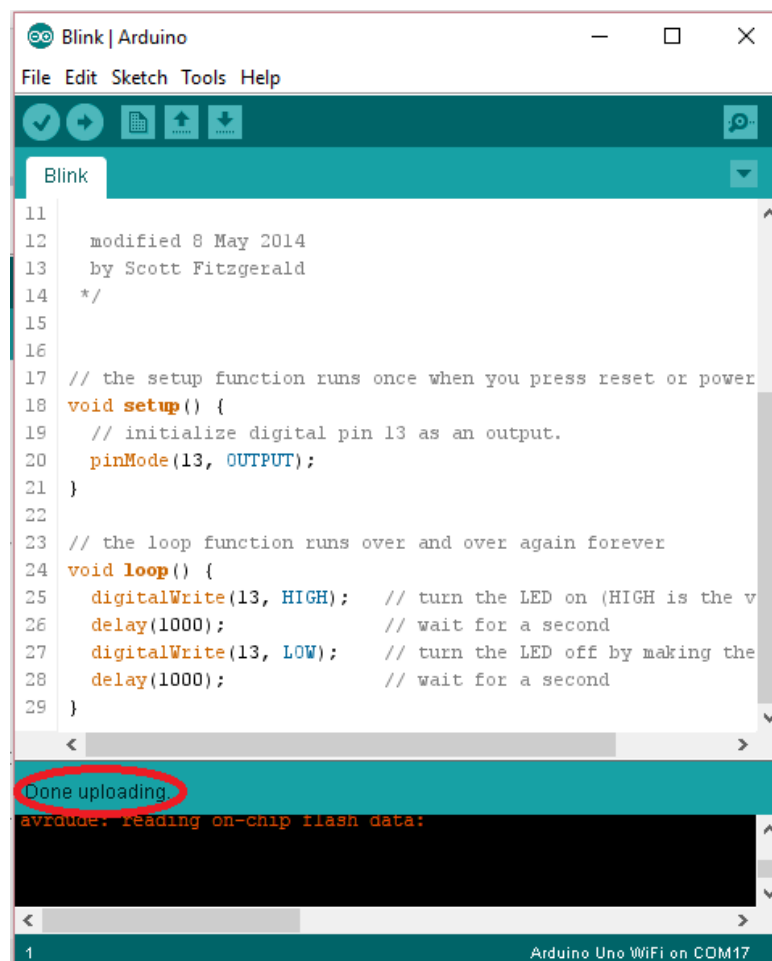 Blink | Arduino
File Edit Sketch Tools Help
Blink
11
12 modified 8 May 2014
13 by Scott Fitzgerald
14 */
15
16
17 // the setup function runs once when you press reset or power
18 void setup() {
19 // initialize digital pin 13 as an output.
20 pinMode(13, OUTPUT);
21 }
22
23 // the loop function runs over and over again forever
24 void loop() {
25 digitalWrite(13, HIGH); // turn the LED on (HIGH is the v
26 delay(1000); // wait for a second
27 digitalWrite(13, LOW); // turn the LED off by making the
28 delay(1000); // wait for a second
29 }
Done uploading.
avrdude: reading on-chip flash data:
1 Arduino Uno WiFi on COM17